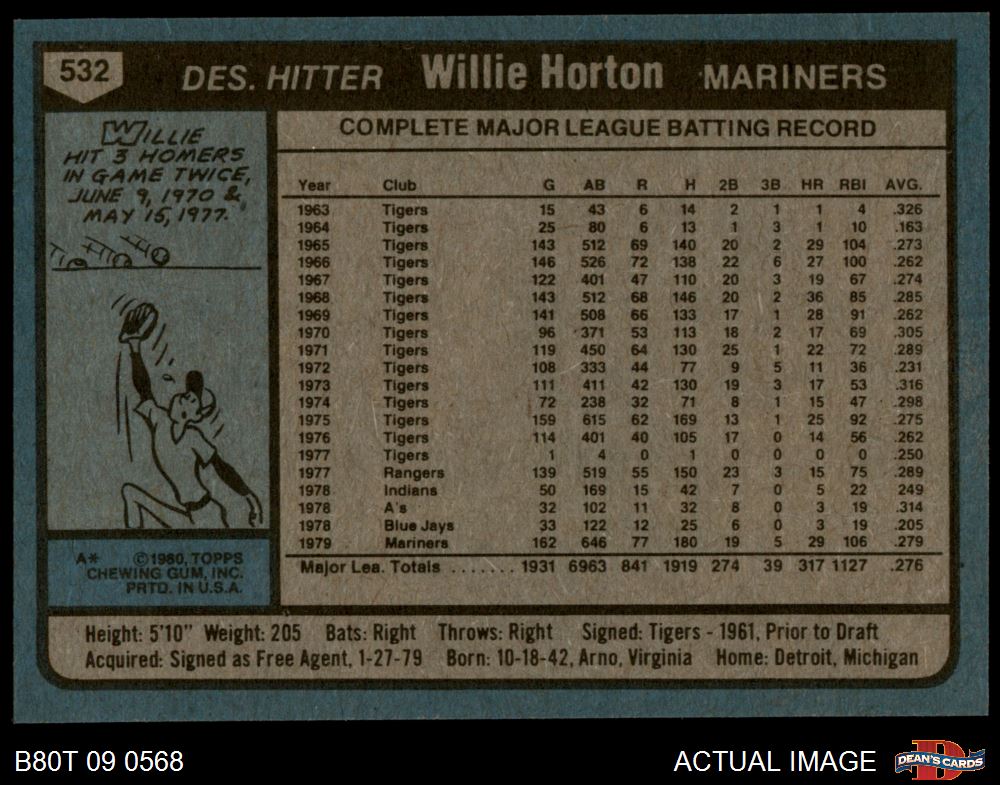 532
DES. HITTER Willie Horton MARINERS
WILLIE
HIT 3 HOMERS
IN GAME TWICE,
JUNE 9, 1970 &
MAY 15, 1977.
A* ©1980, TOPPS
CHEWING GUM, INC.
PRTD. IN U.S.A.
COMPLETE MAJOR LEAGUE BATTING RECORD
Year Club G AB R H 2B 3B HR RBI AVG.
1963 Tigers 15 43 6 14 2 1 1 4 .326
1964 Tigers 25 80 6 13 1 3 1 10 .163
1965 Tigers 143 512 69 140 20 2 29 104 .273
1966 Tigers 146 526 72 138 22 6 27 100 .262
1967 Tigers 122 401 47 110 20 3 19 67 .274
1968 Tigers 143 512 68 146 20 2 36 85 .285
1969 Tigers 141 508 66 133 17 1 28 91 .262
1970 Tigers 96 371 53 113 18 2 17 69 .305
1971 Tigers 119 450 64 130 25 1 22 72 .289
1972 Tigers 108 333 44 77 9 5 11 36 .231
1973 Tigers 111 411 42 130 19 3 17 53 .316
1974 Tigers 72 238 32 71 8 1 15 47 .298
1975 Tigers 159 615 62 169 13 1 25 92 .275
1976 Tigers 114 401 40 105 17 0 14 56 .262
1977 Tigers 1 4 0 1 0 0 0 0 .250
1977 Rangers 139 519 55 150 23 3 15 75 .289
1978 Indians 50 169 15 42 7 0 5 22 .249
1978 A's 32 102 11 32 8 0 3 19 .314
1978 Blue Jays 33 122 12 25 6 0 3 19 .205
1979 Mariners 162 646 77 180 19 5 29 106 .279
Major Lea. Totals ....... 1931 6963 841 1919 274 39 317 1127 .276
Height: 5'10" Weight: 205 Bats: Right Throws: Right Signed: Tigers - 1961, Prior to Draft
Acquired: Signed as Free Agent, 1-27-79 Born: 10-18-42, Arno, Virginia Home: Detroit, Michigan
B80T 09 0568 ACTUAL IMAGE DEAN'S CARDS